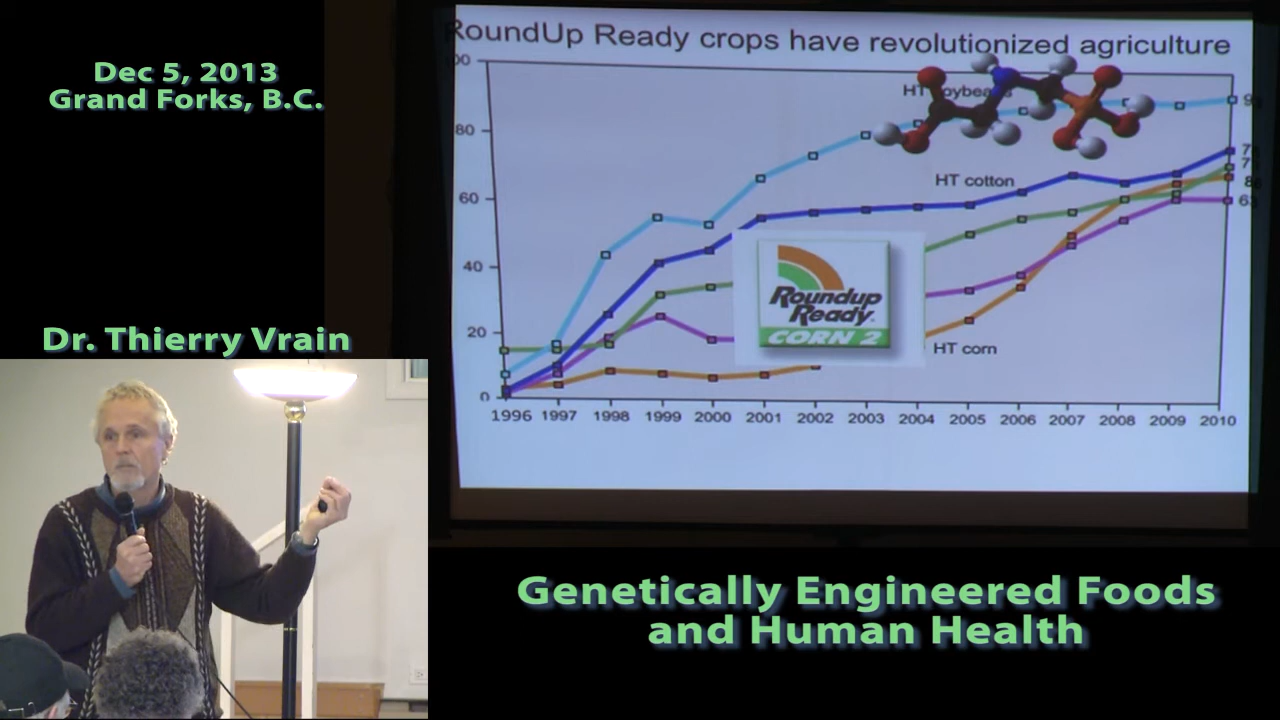 Dec 5, 2013
Grand Forks, B.C.
Dr. Thierry Vrain
RoundUp Ready crops have revolutionized agriculture
80
60
40
20
0
HT
HT cotton
HT corn
Roundup
Ready
CORN 2
63
1996 1997 1998 1999 2000 2001 2002 2003 2004 2005 2006 2007 2008 2009 2010
Genetically Engineered Foods
and Human Health